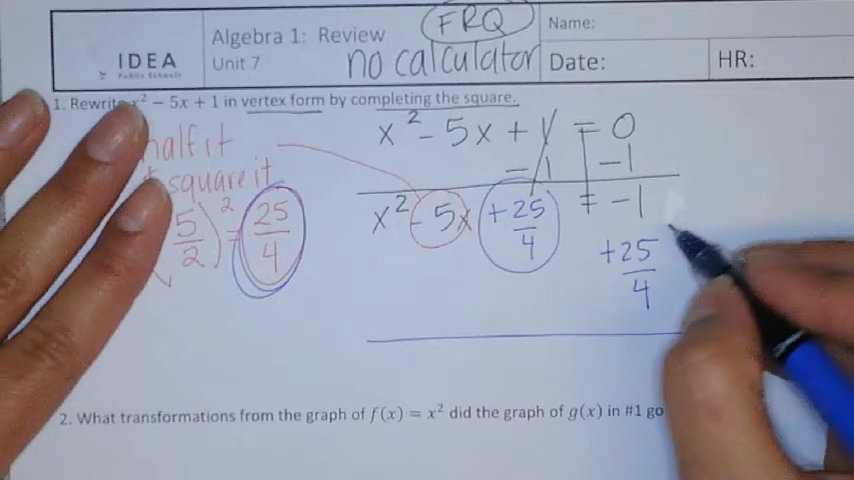 FRQ
IDEA
Public Schools
Algebra 1: Review
Unit 7
no calculator
Name:
Date:
HR:
1. Rewrite x² − 5x + 1 in vertex form by completing the square.
x² - 5x + 1 = 0
- 1 - 1
half it
square it
x² - 5x + 25/4 = - 1
(5/2)² = 25/4
+ 25/4
2. What transformations from the graph of f(x) = x² did the graph of g(x) in #1 go